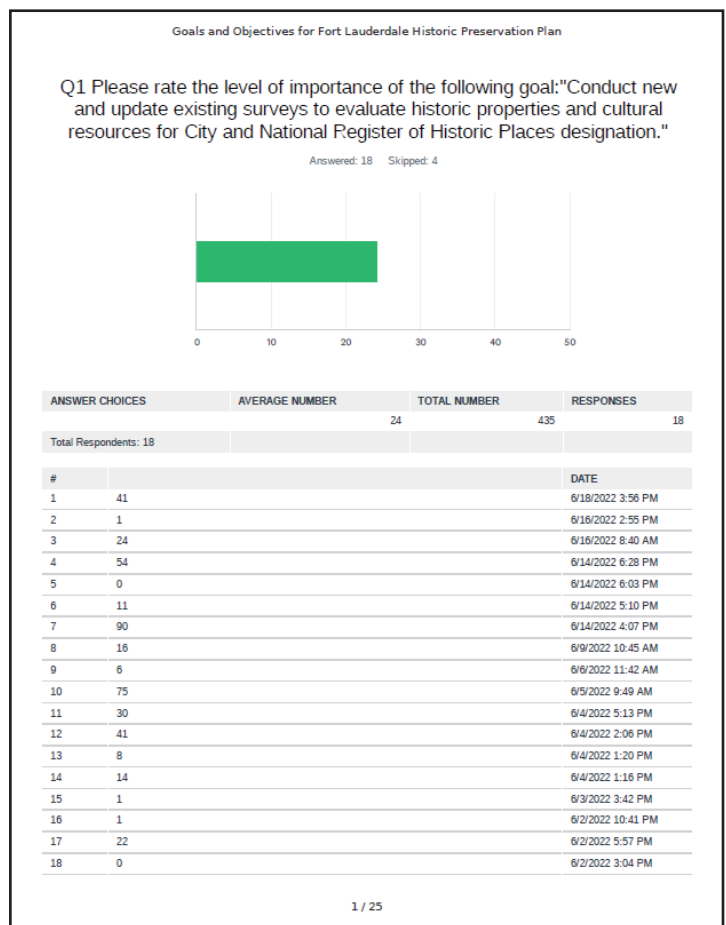 Goals and Objectives for Fort Lauderdale Historic Preservation Plan
Q1 Please rate the level of importance of the following goal:"Conduct new
and update existing surveys to evaluate historic properties and cultural
resources for City and National Register of Historic Places designation."
Answered: 18 Skipped: 4
0 10 20 30 40 50
ANSWER CHOICES AVERAGE NUMBER TOTAL NUMBER RESPONSES
24 435 18
Total Respondents: 18
# DATE
1 41 6/18/2022 3:56 PM
2 1 6/16/2022 2:55 PM
3 24 6/16/2022 8:40 AM
4 54 6/14/2022 6:28 PM
5 0 6/14/2022 6:03 PM
6 11 6/14/2022 5:10 PM
7 90 6/14/2022 4:07 PM
8 16 6/9/2022 10:45 AM
9 6 6/6/2022 11:42 AM
10 75 6/5/2022 9:49 AM
11 30 6/4/2022 5:13 PM
12 41 6/4/2022 2:06 PM
13 8 6/4/2022 1:20 PM
14 14 6/4/2022 1:16 PM
15 1 6/3/2022 3:42 PM
16 1 6/2/2022 10:41 PM
17 22 6/2/2022 5:57 PM
18 0 6/2/2022 3:04 PM
1 / 25